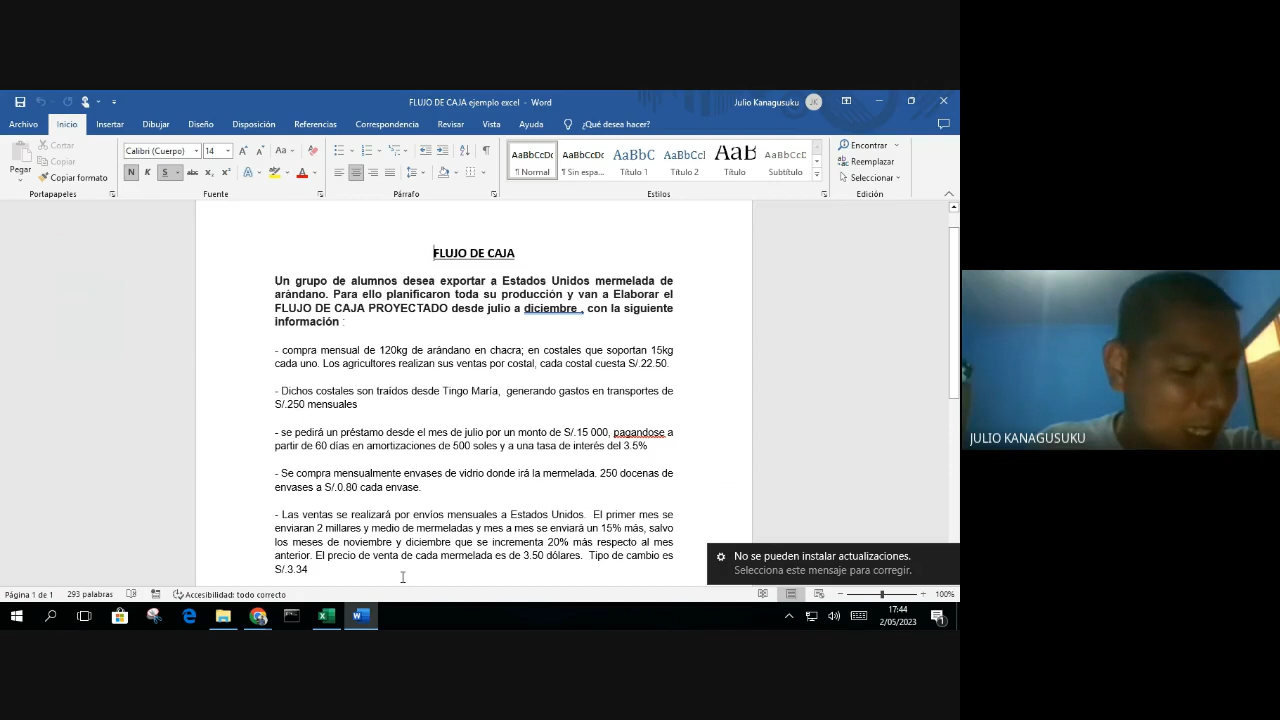 FLUJO DE CAJA ejemplo excel - Word
Julio Kanagusuku JK
Archivo Inicio Insertar Dibujar Diseño Disposición Referencias Correspondencia Revisar Vista Ayuda ¿Qué desea hacer?
Pegar
Cortar
Copiar
Copiar formato
Portapapeles
Calibri (Cuerpo) 14
N K S abc
Fuente
Párrafo
AaBbCcDc
¶ Normal
AaBbCcDc
¶ Sin espa...
AaBbC
Título 1
AaBbCcI
Título 2
AaB
Título
AaBbCcD
Subtítulo
Estilos
Encontrar
Reemplazar
Seleccionar
Edición
FLUJO DE CAJA
Un grupo de alumnos desea exportar a Estados Unidos mermelada de
arándano. Para ello planificaron toda su producción y van a Elaborar el
FLUJO DE CAJA PROYECTADO desde julio a diciembre , con la siguiente
información :
- compra mensual de 120kg de arándano en chacra; en costales que soportan 15kg
cada uno. Los agricultores realizan sus ventas por costal, cada costal cuesta S/.22.50.
- Dichos costales son traídos desde Tingo María, generando gastos en transportes de
S/.250 mensuales
- se pedirá un préstamo desde el mes de julio por un monto de S/.15 000, pagandose a
partir de 60 días en amortizaciones de 500 soles y a una tasa de interés del 3.5%
- Se compra mensualmente envases de vidrio donde irá la mermelada. 250 docenas de
envases a S/.0.80 cada envase.
- Las ventas se realizará por envíos mensuales a Estados Unidos. El primer mes se
enviaran 2 millares y medio de mermeladas y mes a mes se enviará un 15% más, salvo
los meses de noviembre y diciembre que se incrementa 20% más respecto al mes
anterior. El precio de venta de cada mermelada es de 3.50 dólares. Tipo de cambio es
S/.3.34
No se pueden instalar actualizaciones.
Selecciona este mensaje para corregir.
Página 1 de 1 293 palabras Accesibilidad: todo correcto 100%
17:44
2/05/2023
JULIO KANAGUSUKU